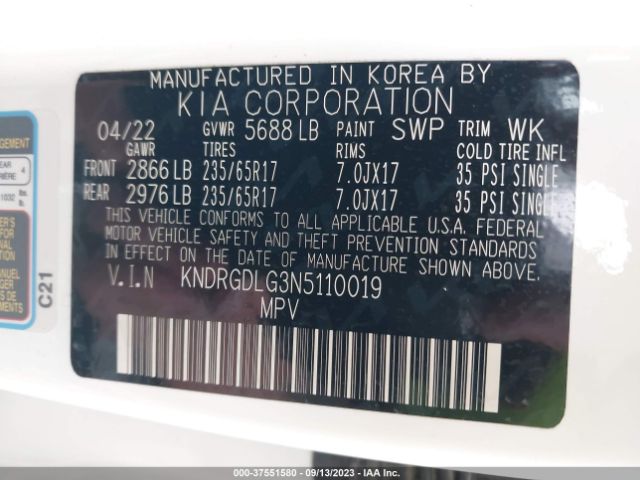 MANUFACTURED IN KOREA BY
KIA CORPORATION
04/22 GVWR 5688 LB PAINT SWP TRIM WK
GAWR TIRES RIMS COLD TIRE INFL
FRONT 2866 LB 235/65R17 7.0JX17 35 PSI SINGLE
REAR 2976 LB 235/65R17 7.0JX17 35 PSI SINGLE
THIS VEHICLE CONFORMS TO ALL APPLICABLE U.S.A. FEDERAL
MOTOR VEHICLE SAFETY AND THEFT PREVENTION STANDARDS
IN EFFECT ON THE DATE OF MANUFACTURE SHOWN ABOVE.
V.I.N KNDRGDLG3N5110019
MPV
C21
4
000-37551580 - 09/13/2023 - IAA Inc.